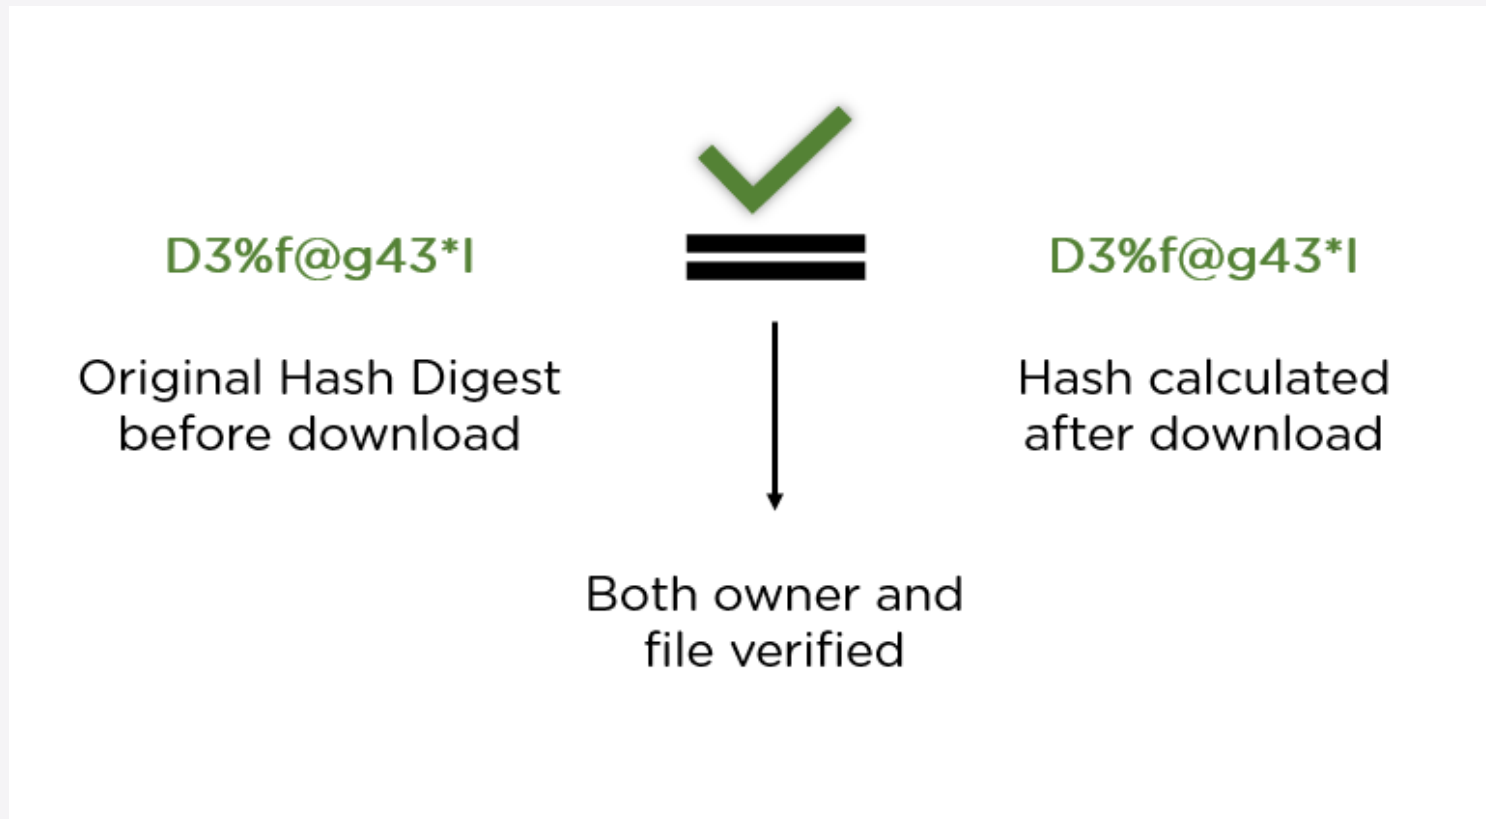 D3%f@g43*I
D3%f@g43*I
Original Hash Digest
before download
Hash calculated
after download
Both owner and
file verified